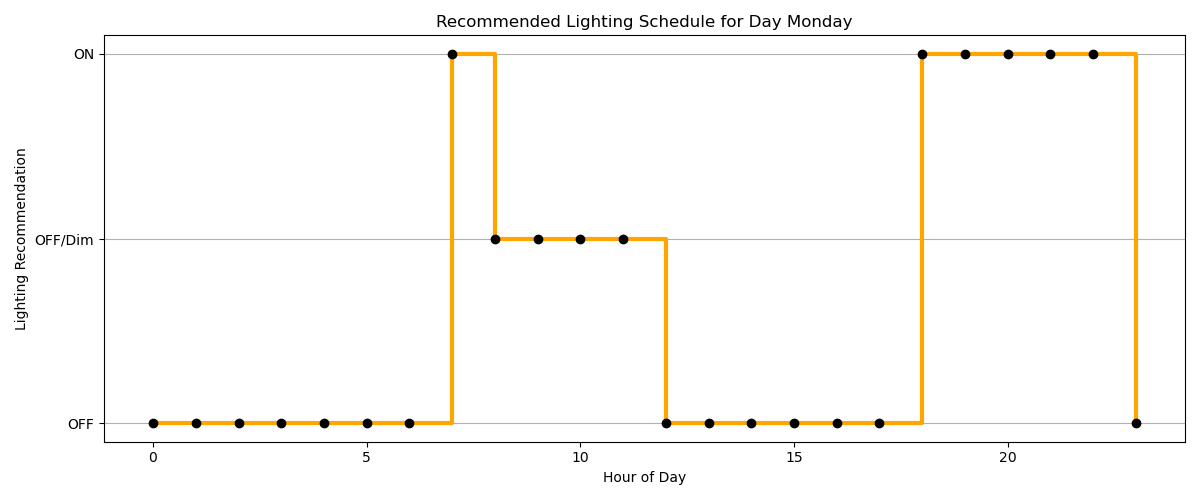 Recommended Lighting Schedule for Day Monday
Lighting Recommendation
ON
OFF/Dim
OFF
0 5 10 15 20
Hour of Day